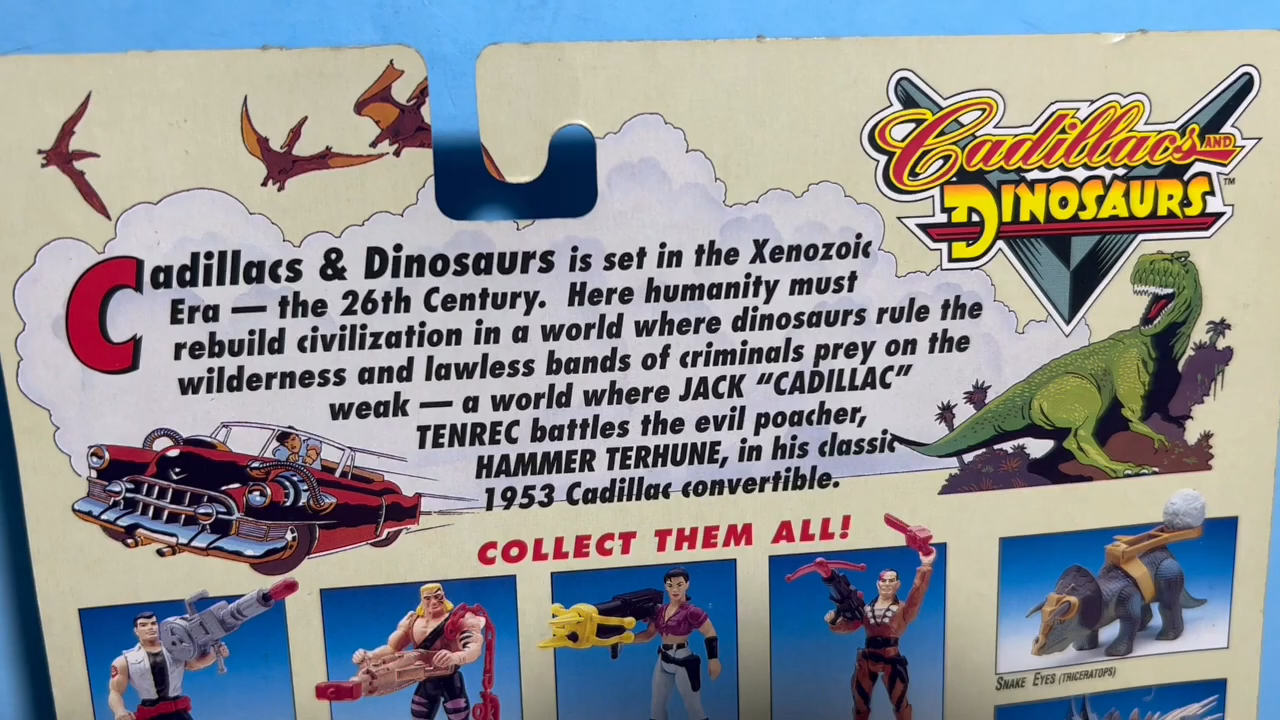 Cadillacs AND
DINOSAURS™
Cadillacs & Dinosaurs is set in the Xenozoic
Era — the 26th Century. Here humanity must
rebuild civilization in a world where dinosaurs rule the
wilderness and lawless bands of criminals prey on the
weak — a world where JACK “CADILLAC”
TENREC battles the evil poacher,
HAMMER TERHUNE, in his classic
1953 Cadillac convertible.
COLLECT THEM ALL!
SNAKE EYES (TRICERATOPS)